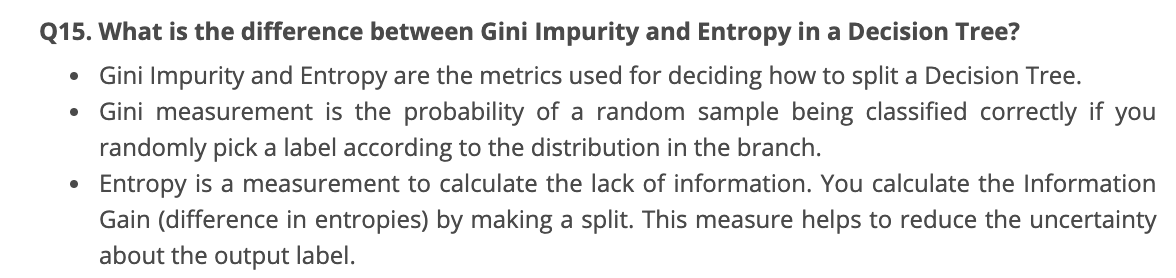 Q15. What is the difference between Gini Impurity and Entropy in a Decision Tree?
• Gini Impurity and Entropy are the metrics used for deciding how to split a Decision Tree.
• Gini measurement is the probability of a random sample being classified correctly if you
randomly pick a label according to the distribution in the branch.
• Entropy is a measurement to calculate the lack of information. You calculate the Information
Gain (difference in entropies) by making a split. This measure helps to reduce the uncertainty
about the output label.